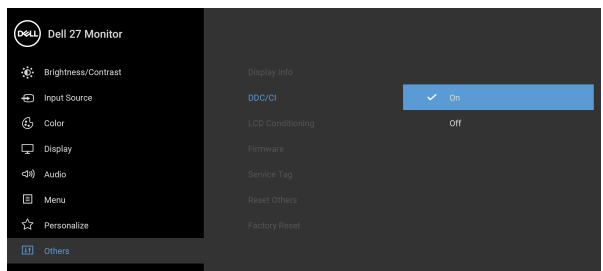 DELL Dell 27 Monitor
Brightness/Contrast
Input Source
Color
Display
Audio
Menu
Personalize
Others
Display Info
DDC/CI
LCD Conditioning
Firmware
Service Tag
Reset Others
Factory Reset
On
Off